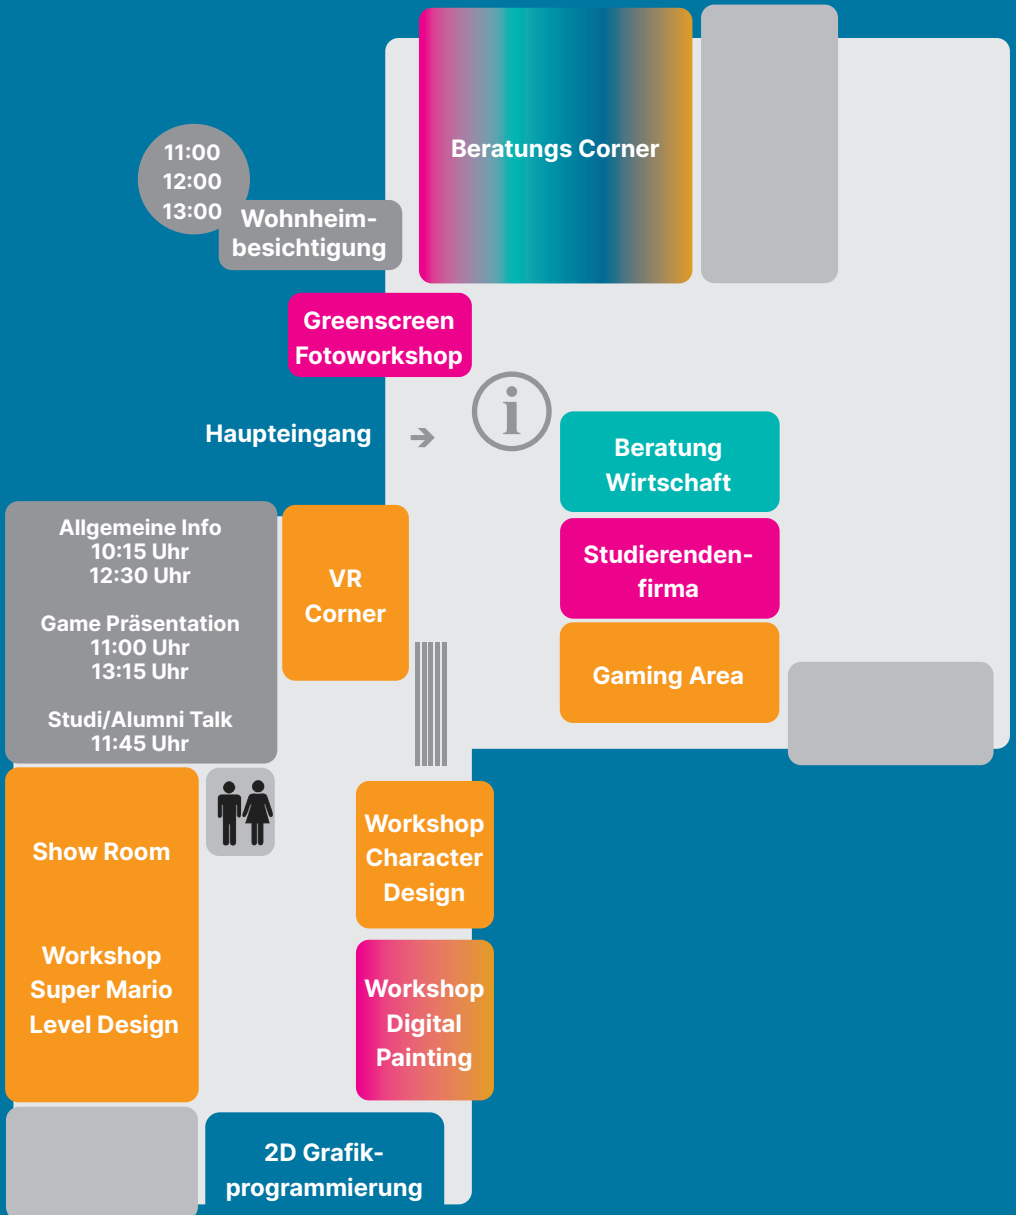 Beratungs Corner
11:00
12:00
13:00
Wohnheim-
besichtigung
Greenscreen
Fotoworkshop
i
Haupteingang ➔
Beratung
Wirtschaft
Studierenden-
firma
Gaming Area
Allgemeine Info
10:15 Uhr
12:30 Uhr
Game Präsentation
11:00 Uhr
13:15 Uhr
Studi/Alumni Talk
11:45 Uhr
VR
Corner
Show Room
Workshop
Super Mario
Level Design
Workshop
Character
Design
Workshop
Digital
Painting
2D Grafik-
programmierung